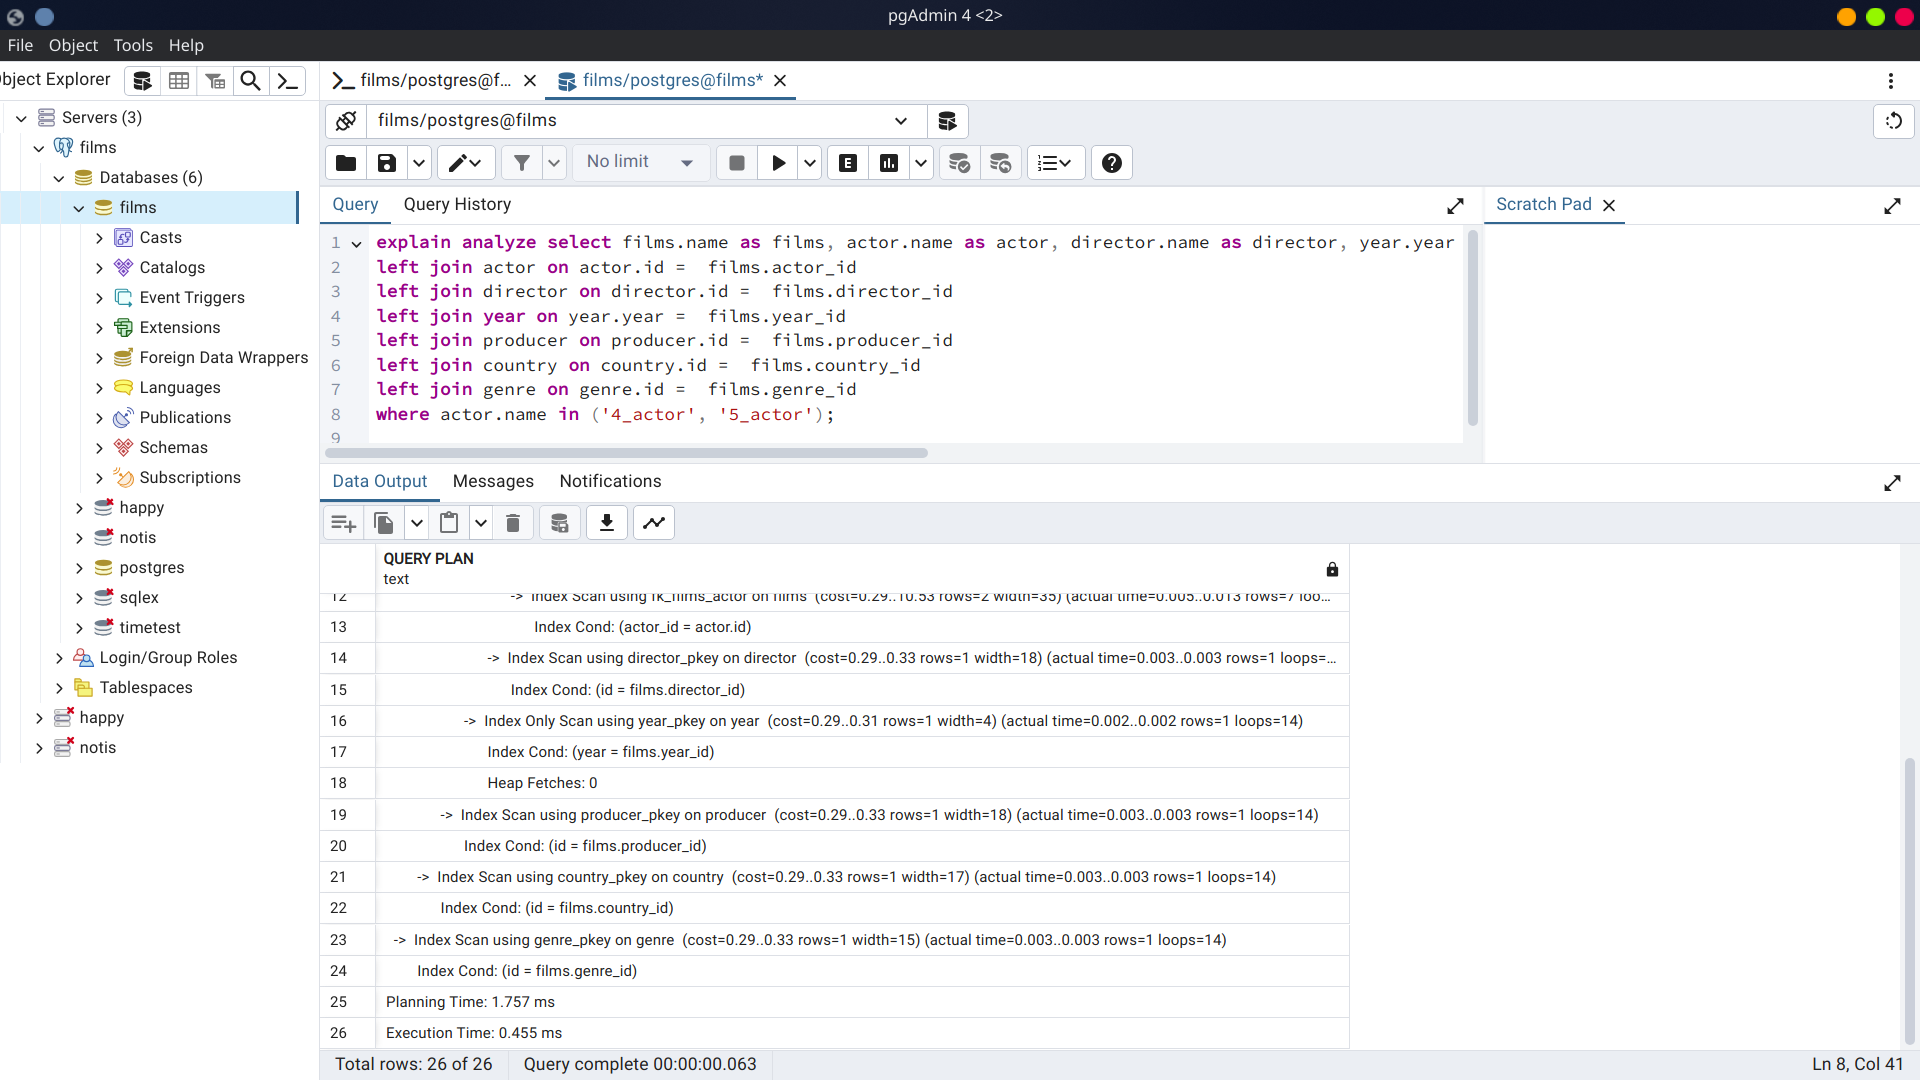 pgAdmin 4 <2>
File Object Tools Help
bject Explorer
Servers (3)
films
Databases (6)
films
Casts
Catalogs
Event Triggers
Extensions
Foreign Data Wrappers
Languages
Publications
Schemas
Subscriptions
happy
notis
postgres
sqlex
timetest
Login/Group Roles
Tablespaces
happy
notis
films/postgres@f...
films/postgres@films*
films/postgres@films
No limit
E
Query Query History
Scratch Pad
1 explain analyze select films.name as films, actor.name as actor, director.name as director, year.year
2 left join actor on actor.id =  films.actor_id
3 left join director on director.id =  films.director_id
4 left join year on year.year =  films.year_id
5 left join producer on producer.id =  films.producer_id
6 left join country on country.id =  films.country_id
7 left join genre on genre.id =  films.genre_id
8 where actor.name in ('4_actor', '5_actor');
9
Data Output Messages Notifications
QUERY PLAN
text
12 -> Index Scan using fk_films_actor on films (cost=0.29..10.53 rows=2 width=35) (actual time=0.005..0.013 rows=7 loo...
13 Index Cond: (actor_id = actor.id)
14 -> Index Scan using director_pkey on director (cost=0.29..0.33 rows=1 width=18) (actual time=0.003..0.003 rows=1 loops=...
15 Index Cond: (id = films.director_id)
16 -> Index Only Scan using year_pkey on year (cost=0.29..0.31 rows=1 width=4) (actual time=0.002..0.002 rows=1 loops=14)
17 Index Cond: (year = films.year_id)
18 Heap Fetches: 0
19 -> Index Scan using producer_pkey on producer (cost=0.29..0.33 rows=1 width=18) (actual time=0.003..0.003 rows=1 loops=14)
20 Index Cond: (id = films.producer_id)
21 -> Index Scan using country_pkey on country (cost=0.29..0.33 rows=1 width=17) (actual time=0.003..0.003 rows=1 loops=14)
22 Index Cond: (id = films.country_id)
23 -> Index Scan using genre_pkey on genre (cost=0.29..0.33 rows=1 width=15) (actual time=0.003..0.003 rows=1 loops=14)
24 Index Cond: (id = films.genre_id)
25 Planning Time: 1.757 ms
26 Execution Time: 0.455 ms
Total rows: 26 of 26 Query complete 00:00:00.063 Ln 8, Col 41